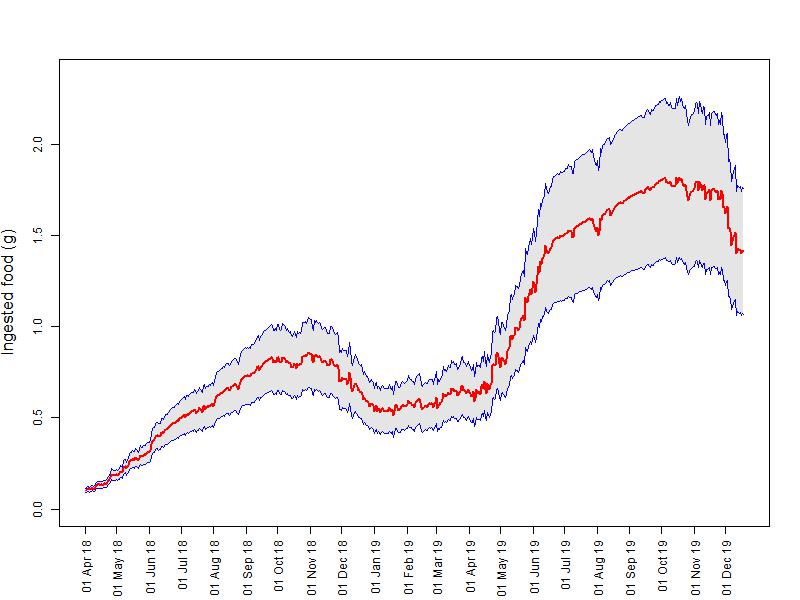 Ingested food (g)
2.0
1.5
1.0
0.5
0.0
01 Apr 18
01 May 18
01 Jun 18
01 Jul 18
01 Aug 18
01 Sep 18
01 Oct 18
01 Nov 18
01 Dec 18
01 Jan 19
01 Feb 19
01 Mar 19
01 Apr 19
01 May 19
01 Jun 19
01 Jul 19
01 Aug 19
01 Sep 19
01 Oct 19
01 Nov 19
01 Dec 19